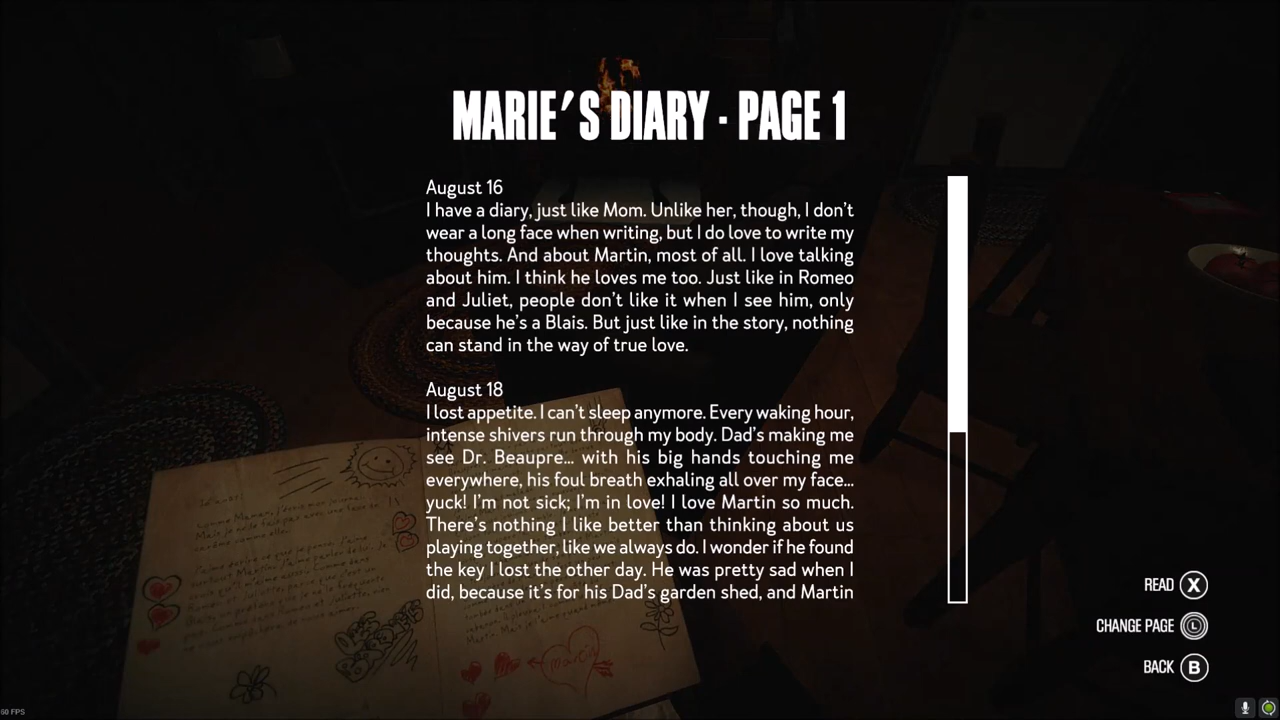 MARIE'S DIARY · PAGE 1
August 16
I have a diary, just like Mom. Unlike her, though, I don't
wear a long face when writing, but I do love to write my
thoughts. And about Martin, most of all. I love talking
about him. I think he loves me too. Just like in Romeo
and Juliet, people don't like it when I see him, only
because he's a Blais. But just like in the story, nothing
can stand in the way of true love.
August 18
I lost appetite. I can't sleep anymore. Every waking hour,
intense shivers run through my body. Dad's making me
see Dr. Beaupre... with his big hands touching me
everywhere, his foul breath exhaling all over my face...
yuck! I'm not sick; I'm in love! I love Martin so much.
There's nothing I like better than thinking about us
playing together, like we always do. I wonder if he found
the key I lost the other day. He was pretty sad when I
did, because it's for his Dad's garden shed, and Martin
READ X
CHANGE PAGE L
BACK B
60 FPS